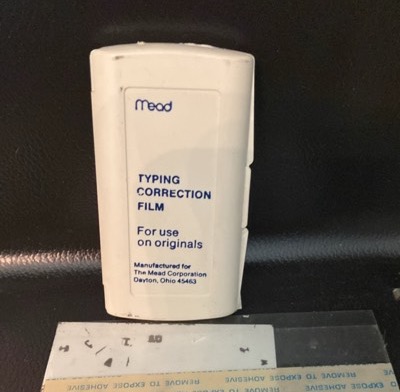 mead
TYPING
CORRECTION
FILM
For use
on originals
Manufactured for
The Mead Corporation
Dayton, Ohio 45463
REMOVE TO EXPOSE ADHESIVE
REMOVE TO EXPOSE